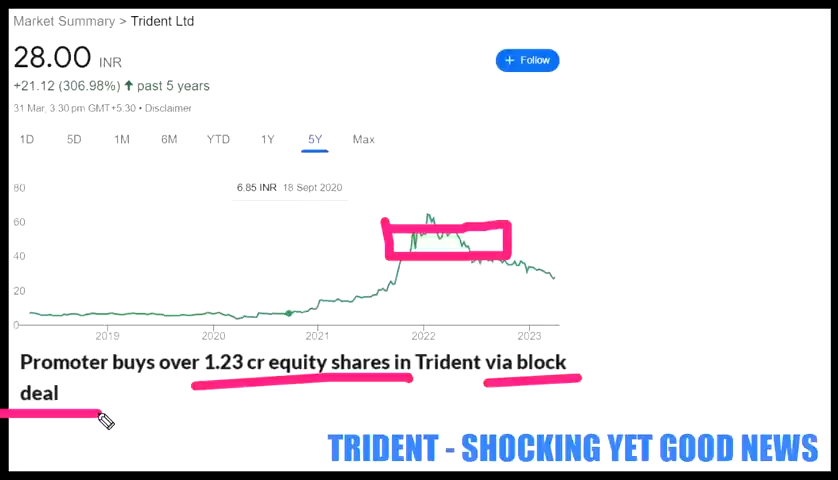 Market Summary > Trident Ltd
28.00 INR
+ Follow
+21.12 (306.98%) ↑ past 5 years
31 Mar, 3:30 pm GMT+5:30 • Disclaimer
1D 5D 1M 6M YTD 1Y 5Y Max
6.85 INR 18 Sept 2020
80
60
40
20
0
2019 2020 2021 2022 2023
Promoter buys over 1.23 cr equity shares in Trident via block
deal
TRIDENT - SHOCKING YET GOOD NEWS